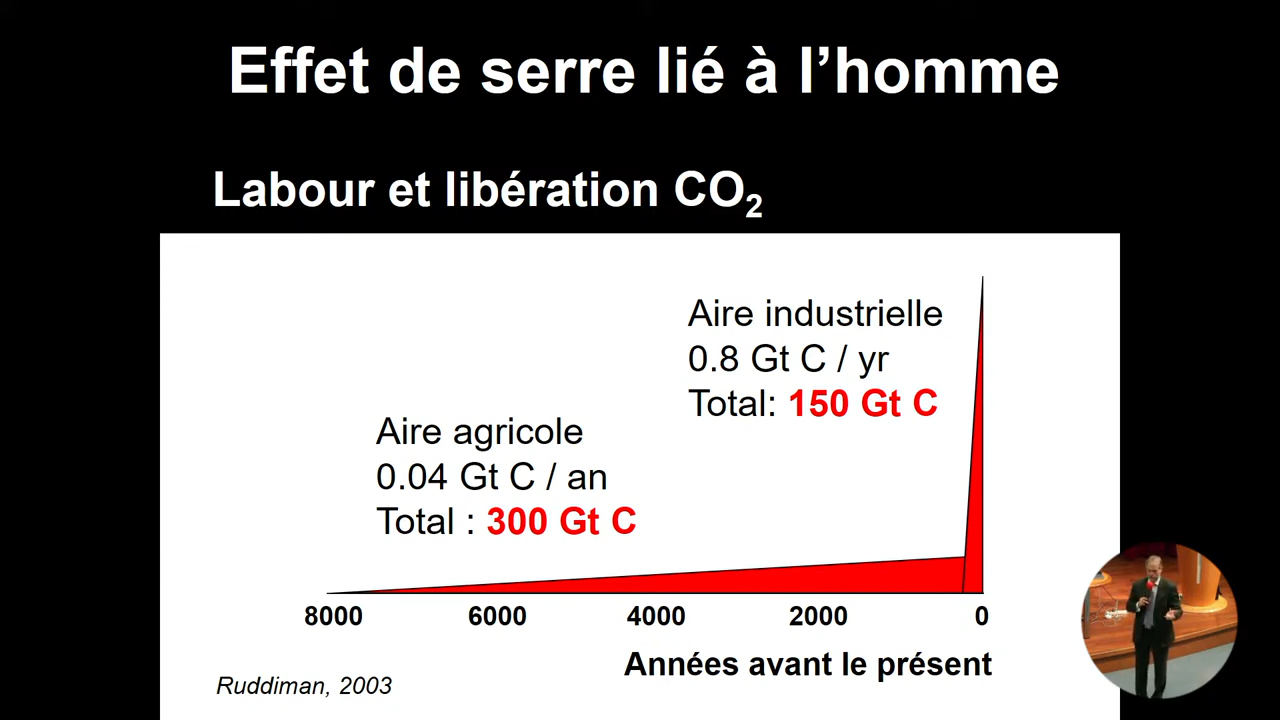 Effet de serre lié à l’homme
Labour et libération CO₂
Aire industrielle
0.8 Gt C / yr
Total: 150 Gt C
Aire agricole
0.04 Gt C / an
Total : 300 Gt C
8000 6000 4000 2000 0
Années avant le présent
Ruddiman, 2003